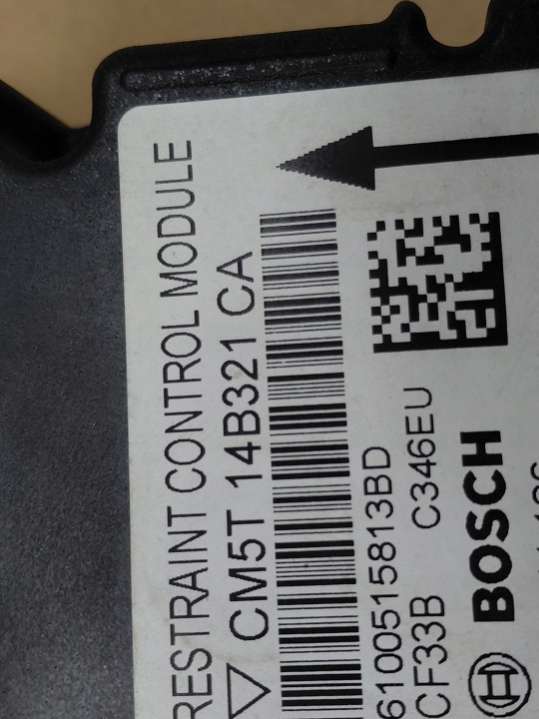 RESTRAINT CONTROL MODULE
CM5T 14B321 CA
6100515813BD
CF33B C346EU
BOSCH